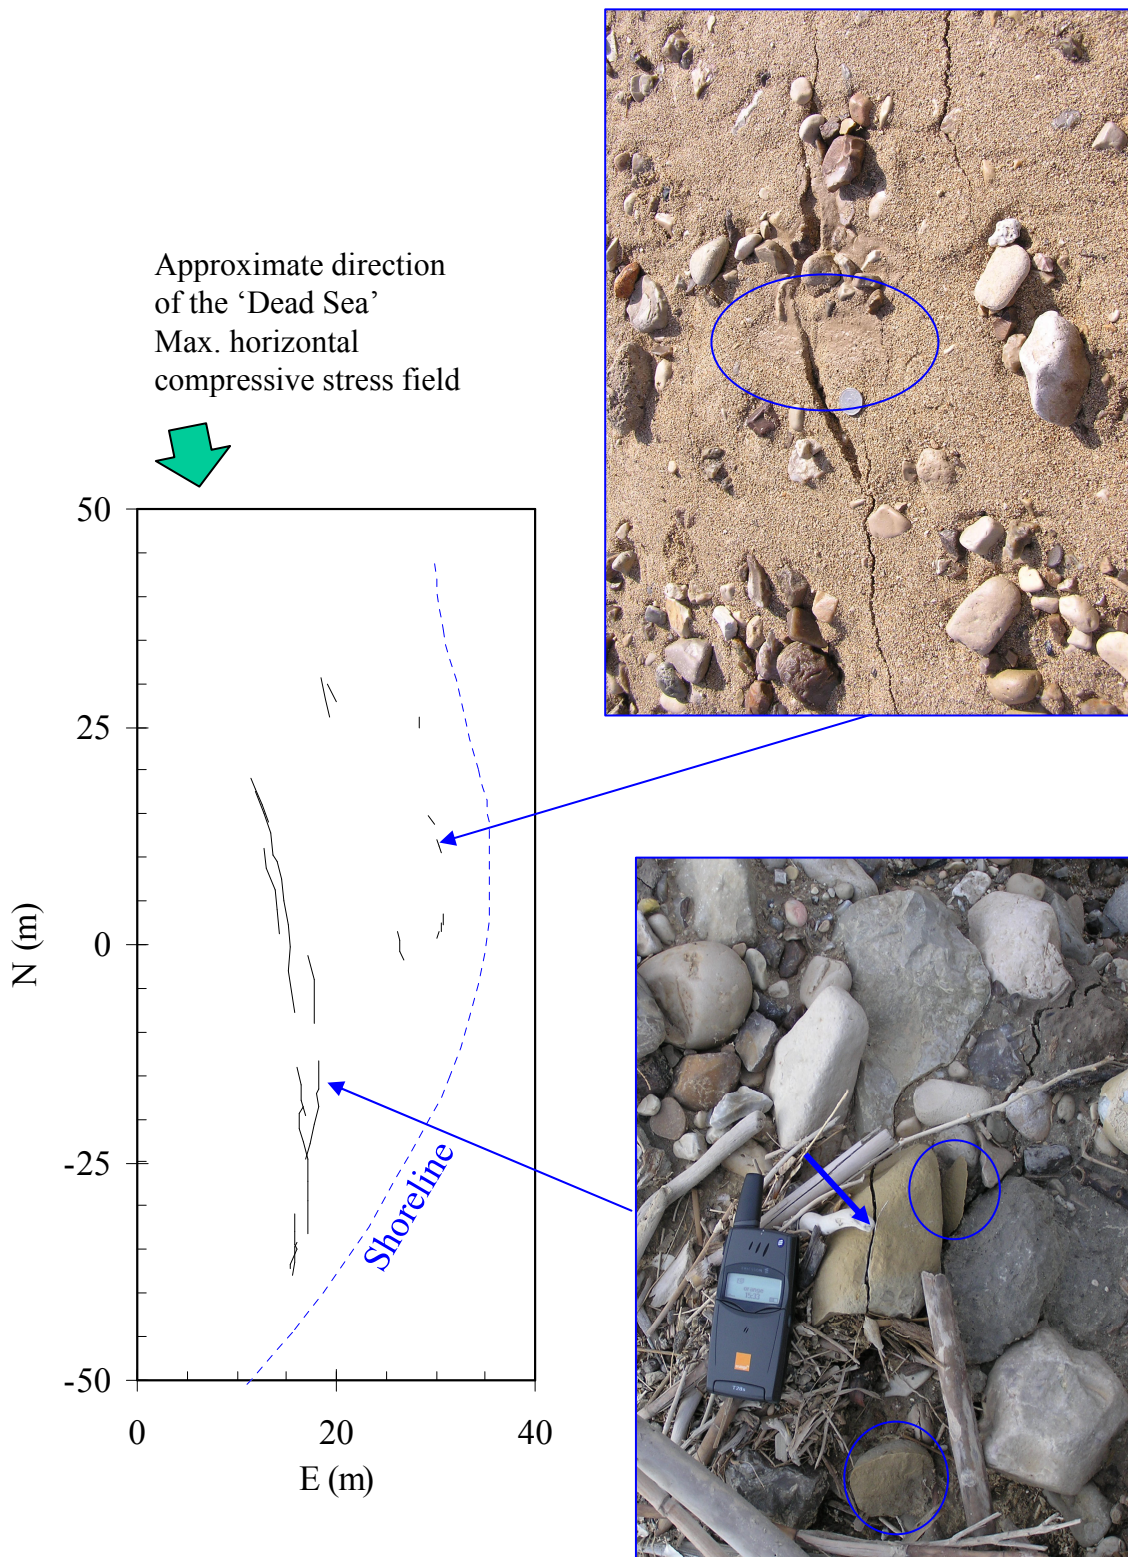 Approximate direction
of the ‘Dead Sea’
Max. horizontal
compressive stress field
50
25
0
-25
-50
N (m)
0
20
40
E (m)
Shoreline
T28s